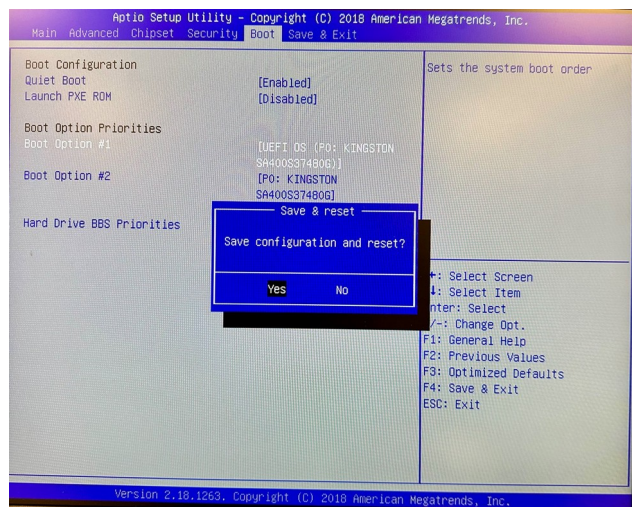 Aptio Setup Utility – Copyright (C) 2018 American Megatrends, Inc.
Main Advanced Chipset Security Boot Save & Exit
Boot Configuration
Quiet Boot [Enabled]
Launch PXE ROM [Disabled]
Boot Option Priorities
Boot Option #1 [UEFI OS (P0: KINGSTON
SA400S37480G)]
Boot Option #2 [P0: KINGSTON
SA400S37480G]
Hard Drive BBS Priorities
Save & reset
Save configuration and reset?
Yes No
Sets the system boot order
: Select Screen
: Select Item
nter: Select
/-: Change Opt.
F1: General Help
F2: Previous Values
F3: Optimized Defaults
F4: Save & Exit
ESC: Exit
Version 2.18.1263. Copyright (C) 2018 American Megatrends, Inc.